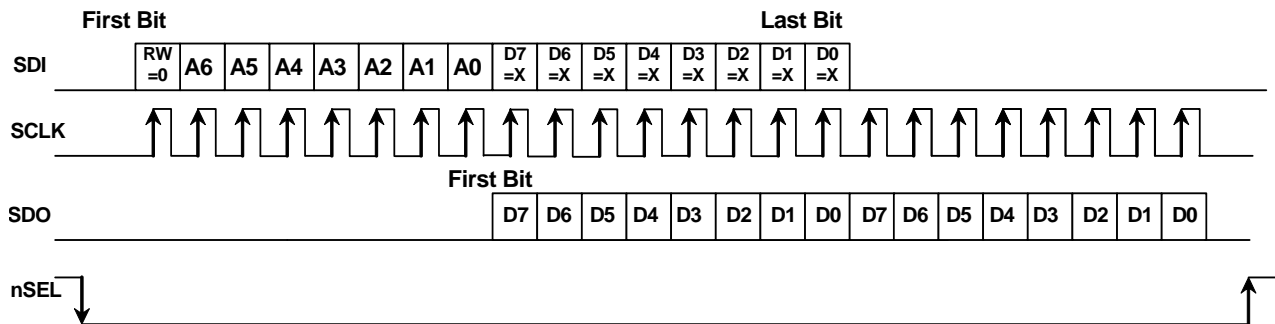 First Bit Last Bit
SDI RW =0 A6 A5 A4 A3 A2 A1 A0 D7 =X D6 =X D5 =X D4 =X D3 =X D2 =X D1 =X D0 =X
SCLK
First Bit
SDO D7 D6 D5 D4 D3 D2 D1 D0 D7 D6 D5 D4 D3 D2 D1 D0
nSEL